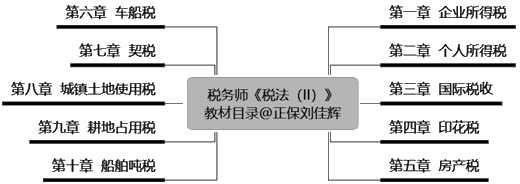 税务师《税法（II）》
教材目录@正保刘佳辉
第一章 企业所得税
第二章 个人所得税
第三章 国际税收
第四章 印花税
第五章 房产税
第六章 车船税
第七章 契税
第八章 城镇土地使用税
第九章 耕地占用税
第十章 船舶吨税